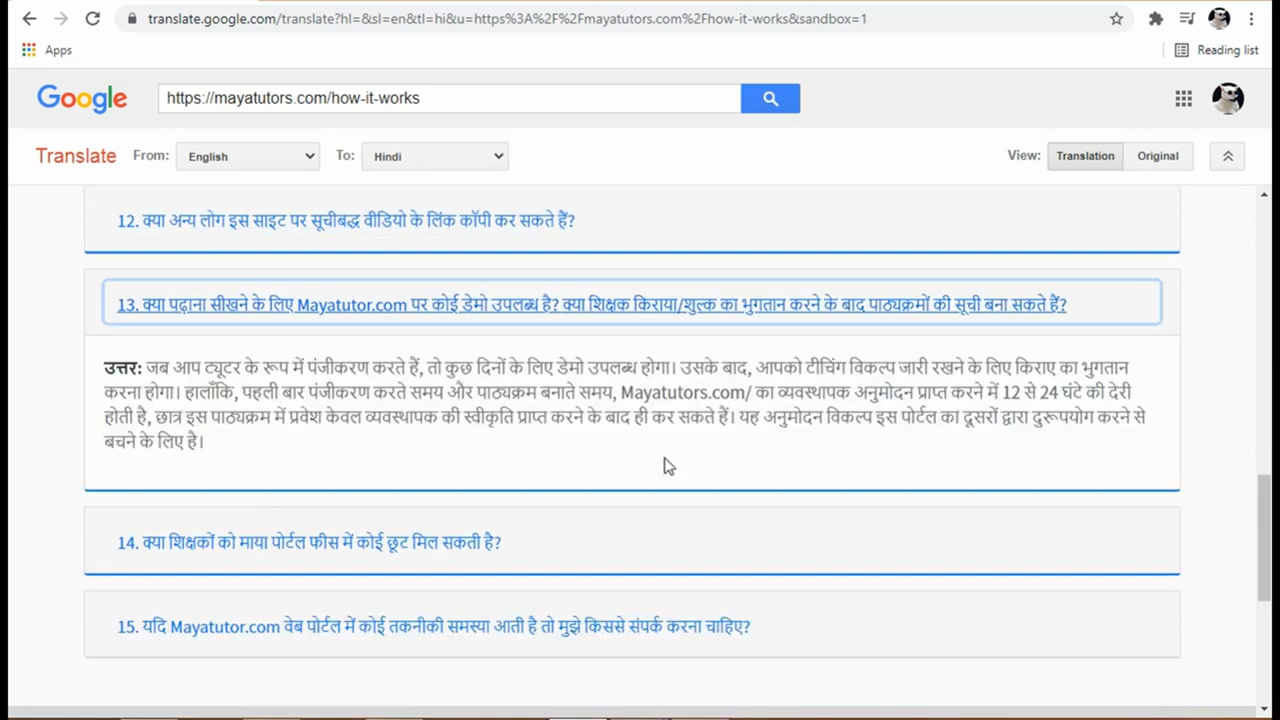 translate.google.com/translate?hl=&sl=en&tl=hi&u=https%3A%2F%2Fmayatutors.com%2Fhow-it-works&sandbox=1
Apps
Reading list
Google
https://mayatutors.com/how-it-works
Translate From: English To: Hindi View: Translation Original
12. क्या अन्य लोग इस साइट पर सूचीबद्ध वीडियो के लिंक कॉपी कर सकते हैं?
13. क्या पढ़ाना सीखने के लिए Mayatutor.com पर कोई डेमो उपलब्ध है? क्या शिक्षक किराया/शुल्क का भुगतान करने के बाद पाठ्यक्रमों की सूची बना सकते हैं?
उत्तर: जब आप ट्यूटर के रूप में पंजीकरण करते हैं, तो कुछ दिनों के लिए डेमो उपलब्ध होगा। उसके बाद, आपको टीचिंग विकल्प जारी रखने के लिए किराए का भुगतान
करना होगा। हालाँकि, पहली बार पंजीकरण करते समय और पाठ्यक्रम बनाते समय, Mayatutors.com/ का व्यवस्थापक अनुमोदन प्राप्त करने में 12 से 24 घंटे की देरी
होती है, छात्र इस पाठ्यक्रम में प्रवेश केवल व्यवस्थापक की स्वीकृति प्राप्त करने के बाद ही कर सकते हैं। यह अनुमोदन विकल्प इस पोर्टल का दूसरों द्वारा दुरूपयोग करने से
बचने के लिए है।
14. क्या शिक्षकों को माया पोर्टल फीस में कोई छूट मिल सकती है?
15. यदि Mayatutor.com वेब पोर्टल में कोई तकनीकी समस्या आती है तो मुझे किससे संपर्क करना चाहिए?